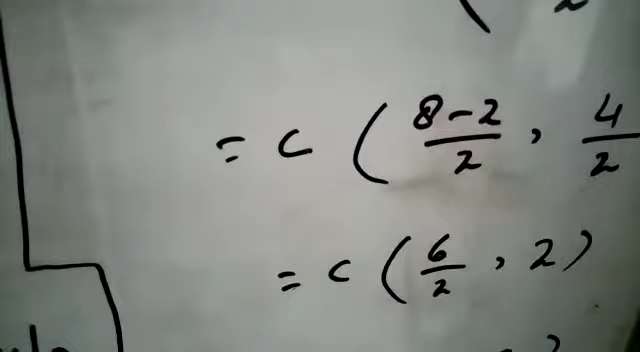 = C ( 8-2/2 , 4/2
= C ( 6/2 , 2 )